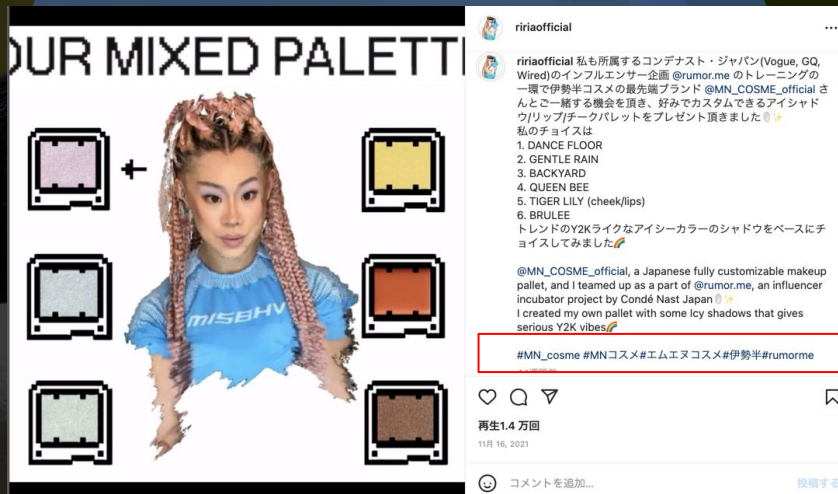 OUR MIXED PALETT
MISBHV
ririaofficial
ririaofficial 私も所属するコンデナスト・ジャパン(Vogue, GQ,
Wired)のインフルエンサー企画 @rumor.me のトレーニングの
一環で伊勢半コスメの最先端ブランド @MN_COSME_official さ
んとご一緒する機会を頂き、好みでカスタムできるアイシャド
ウ/リップ/チークパレットをプレゼント頂きました🪞✨
私のチョイスは
1. DANCE FLOOR
2. GENTLE RAIN
3. BACKYARD
4. QUEEN BEE
5. TIGER LILY (cheek/lips)
6. BRULEE
トレンドのY2Kライクなアイシーカラーのシャドウをベースにチ
ョイスしてみました🌈
@MN_COSME_official, a Japanese fully customizable makeup
pallet, and I teamed up as a part of @rumor.me, an influencer
incubator project by Condé Nast Japan🪞✨
I created my own pallet with some Icy shadows that gives
serious Y2K vibes🌈
#MN_cosme #MNコスメ#エムエヌコスメ#伊勢半#rumorme
再生1.4 万回
11月 16, 2021
コメントを追加...
投稿する